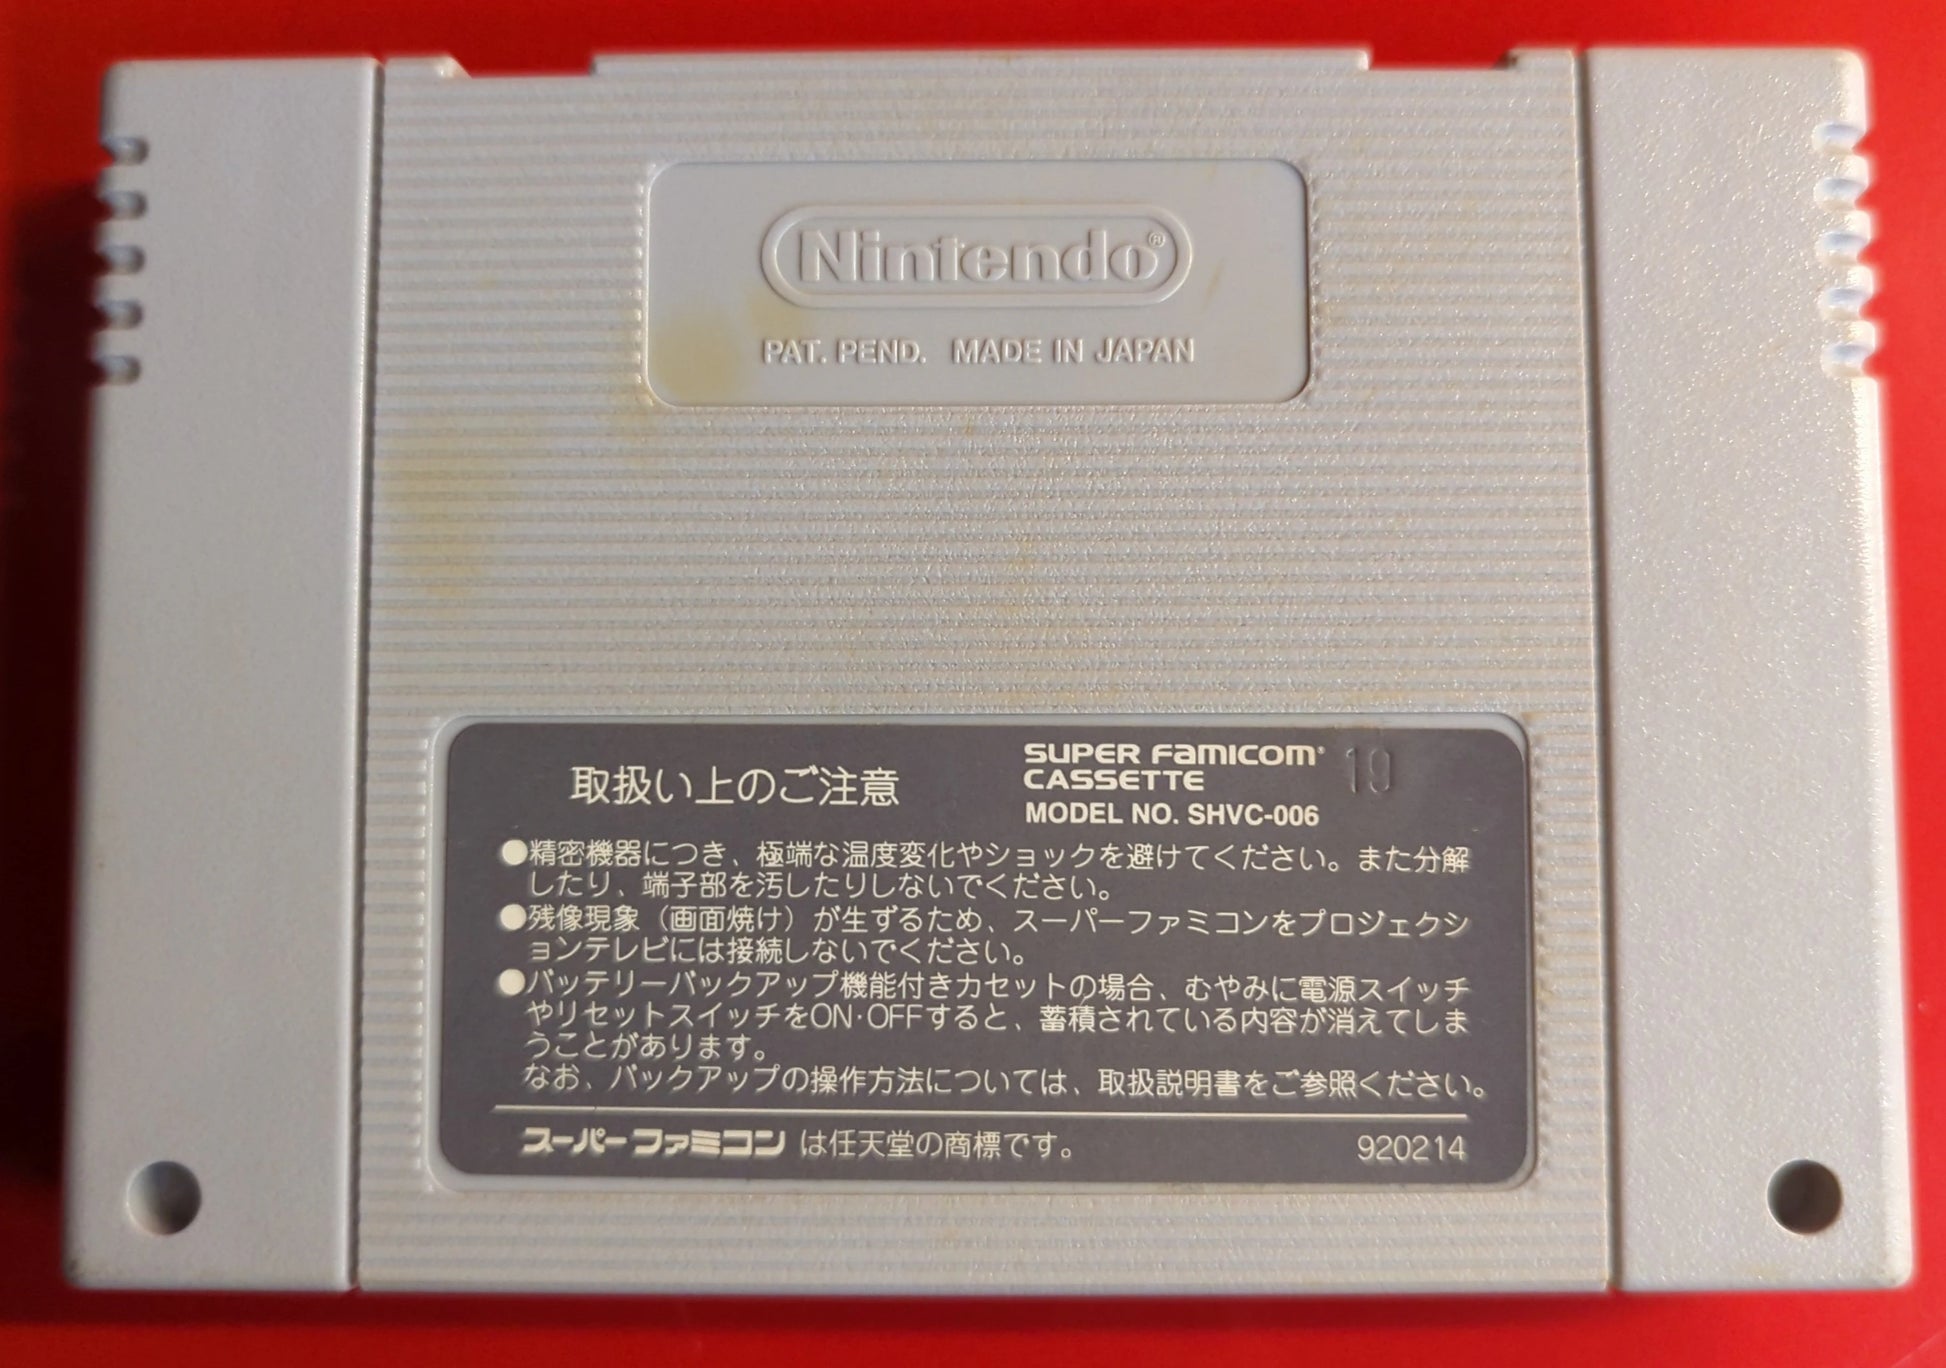 Nintendo®
PAT. PEND. MADE IN JAPAN
取扱い上のご注意
SUPER FAMICOM®
CASSETTE
MODEL NO. SHVC-006
19
●精密機器につき、極端な温度変化やショックを避けてください。また分解
したり、端子部を汚したりしないでください。
●残像現象（画面焼け）が生ずるため、スーパーファミコンをプロジェクシ
ョンテレビには接続しないでください。
●バッテリーバックアップ機能付きカセットの場合、むやみに電源スイッチ
やリセットスイッチをON·OFFすると、蓄積されている内容が消えてしま
うことがあります。
なお、バックアップの操作方法については、取扱説明書をご参照ください。
スーパーファミコン は任天堂の商標です。 920214